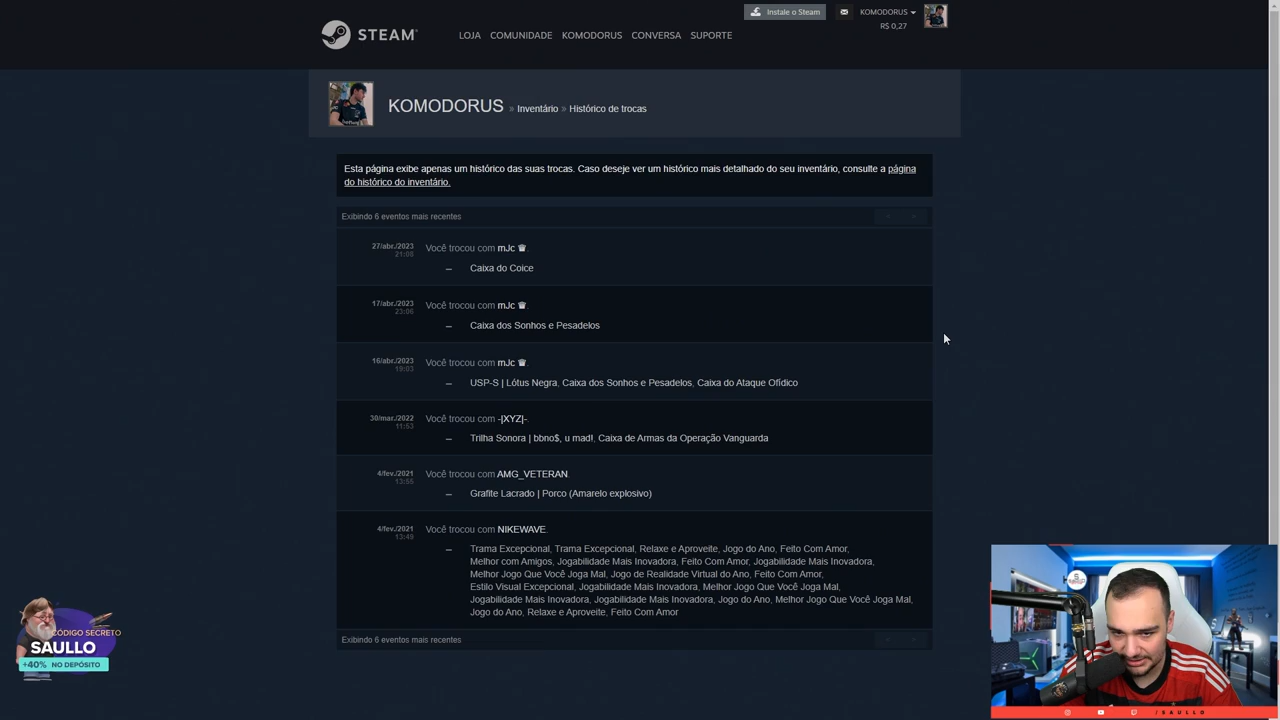 Instale o Steam
KOMODORUS
R$ 0,27
STEAM
LOJA COMUNIDADE KOMODORUS CONVERSA SUPORTE
KOMODORUS » Inventário » Histórico de trocas
Esta página exibe apenas um histórico das suas trocas. Caso deseje ver um histórico mais detalhado do seu inventário, consulte a página
do histórico do inventário.
Exibindo 6 eventos mais recentes
27/abr./2023
21:08
Você trocou com mJc ♛.
– Caixa do Coice
17/abr./2023
23:06
Você trocou com mJc ♛.
– Caixa dos Sonhos e Pesadelos
16/abr./2023
19:03
Você trocou com mJc ♛.
– USP-S | Lótus Negra, Caixa dos Sonhos e Pesadelos, Caixa do Ataque Ofídico
30/mar./2022
11:53
Você trocou com -|XYZ|-.
– Trilha Sonora | bbno$, u mad!, Caixa de Armas da Operação Vanguarda
4/fev./2021
13:55
Você trocou com AMG_VETERAN.
– Grafite Lacrado | Porco (Amarelo explosivo)
4/fev./2021
13:49
Você trocou com NIKEWAVE.
– Trama Excepcional, Trama Excepcional, Relaxe e Aproveite, Jogo do Ano, Feito Com Amor,
Melhor com Amigos, Jogabilidade Mais Inovadora, Feito Com Amor, Jogabilidade Mais Inovadora,
Melhor Jogo Que Você Joga Mal, Jogo de Realidade Virtual do Ano, Feito Com Amor,
Estilo Visual Excepcional, Jogabilidade Mais Inovadora, Melhor Jogo Que Você Joga Mal,
Jogabilidade Mais Inovadora, Jogabilidade Mais Inovadora, Jogo do Ano, Melhor Jogo Que Você Joga Mal,
Jogo do Ano, Relaxe e Aproveite, Feito Com Amor
Exibindo 6 eventos mais recentes
CÓDIGO SECRETO
SAULLO
+40% NO DEPÓSITO
/SAULLO